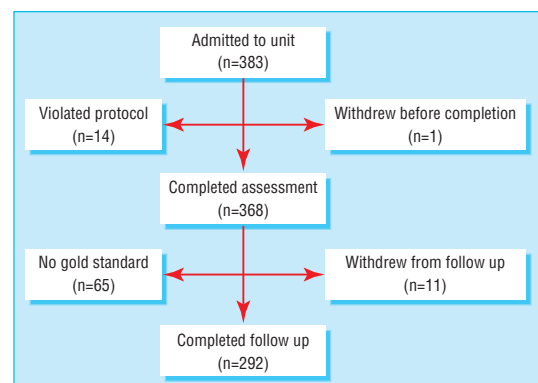 Admitted to unit
(n=383)
Violated protocol
(n=14)
Withdrew before completion
(n=1)
Completed assessment
(n=368)
No gold standard
(n=65)
Withdrew from follow up
(n=11)
Completed follow up
(n=292)